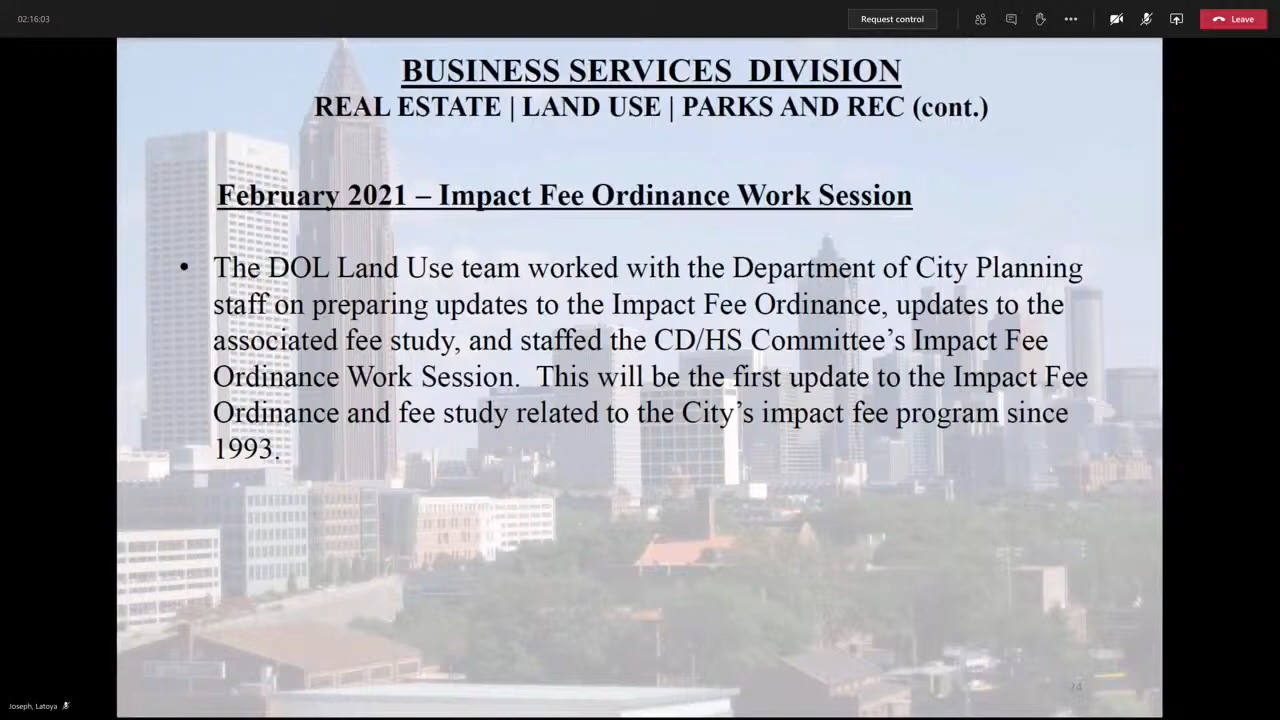 02:16:03
Request control
Leave
BUSINESS SERVICES DIVISION
REAL ESTATE | LAND USE | PARKS AND REC (cont.)
February 2021 – Impact Fee Ordinance Work Session
• The DOL Land Use team worked with the Department of City Planning
staff on preparing updates to the Impact Fee Ordinance, updates to the
associated fee study, and staffed the CD/HS Committee's Impact Fee
Ordinance Work Session. This will be the first update to the Impact Fee
Ordinance and fee study related to the City's impact fee program since
1993.
24
Joseph, Latoya